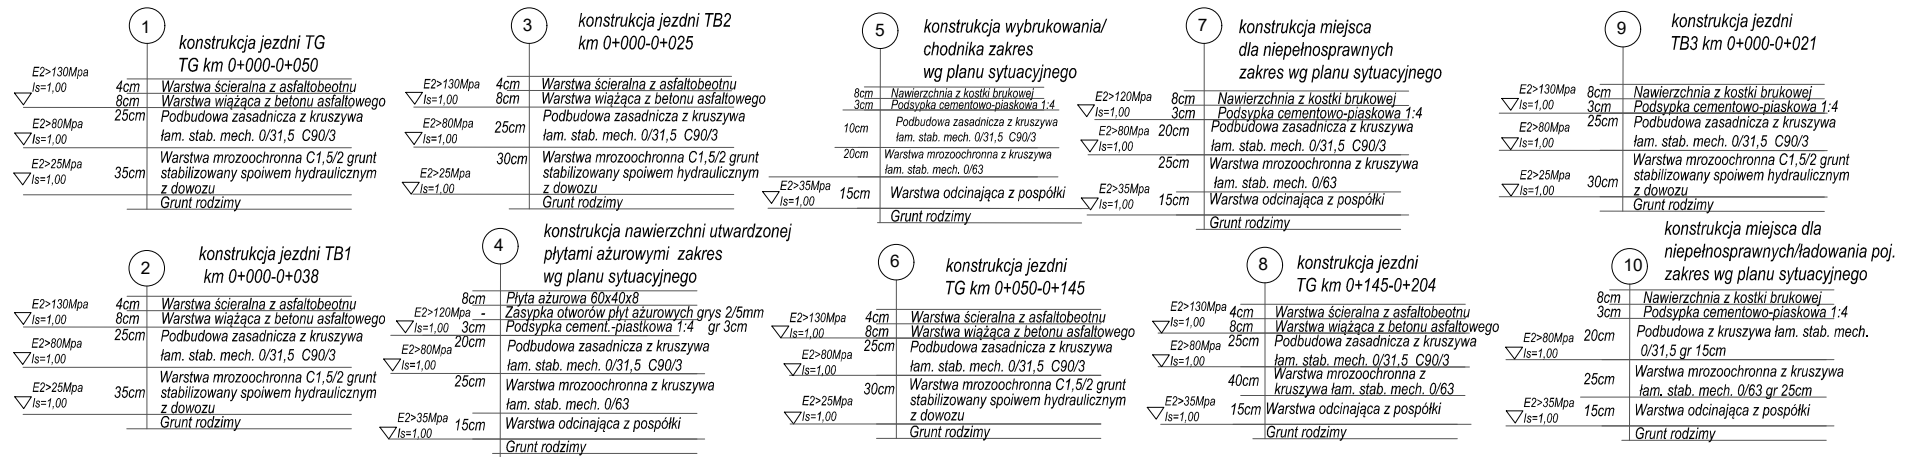 1
konstrukcja jezdni TG
TG km 0+000-0+050
E2>130Mpa
Is=1,00
4cm Warstwa ścieralna z asfaltobeotnu
8cm Warstwa wiążąca z betonu asfaltowego
25cm Podbudowa zasadnicza z kruszywa
łam. stab. mech. 0/31,5 C90/3
E2>80Mpa
Is=1,00
E2>25Mpa
Is=1,00
35cm
Warstwa mrozoochronna C1,5/2 grunt
stabilizowany spoiwem hydraulicznym
z dowozu
Grunt rodzimy
3
konstrukcja jezdni TB2
km 0+000-0+025
E2>130Mpa
Is=1,00
4cm Warstwa ścieralna z asfaltobeotnu
8cm Warstwa wiążąca z betonu asfaltowego
E2>80Mpa
Is=1,00
25cm
Podbudowa zasadnicza z kruszywa
łam. stab. mech. 0/31,5 C90/3
E2>25Mpa
Is=1,00
30cm Warstwa mrozoochronna C1,5/2 grunt
stabilizowany spoiwem hydraulicznym
z dowozu
Grunt rodzimy
5
konstrukcja wybrukowania/
chodnika zakres
wg planu sytuacyjnego
8cm Nawierzchnia z kostki brukowej
3cm Podsypka cementowo-piaskowa 1:4
10cm
Podbudowa zasadnicza z kruszywa
łam. stab. mech. 0/31,5 C90/3
20cm Warstwa mrozoochronna z kruszywa
łam. stab. mech. 0/63
E2>35Mpa
Is=1,00
15cm Warstwa odcinająca z pospółki
Grunt rodzimy
7
konstrukcja miejsca
dla niepełnosprawnych
zakres wg planu sytuacyjnego
E2>120Mpa
Is=1,00
8cm Nawierzchnia z kostki brukowej
3cm Podsypka cementowo-piaskowa 1:4
E2>80Mpa
Is=1,00
20cm Podbudowa zasadnicza z kruszywa
łam. stab. mech. 0/31,5 C90/3
25cm Warstwa mrozoochronna z kruszywa
łam. stab. mech. 0/63
E2>35Mpa
Is=1,00
15cm Warstwa odcinająca z pospółki
Grunt rodzimy
9
konstrukcja jezdni
TB3 km 0+000-0+021
E2>130Mpa
Is=1,00
8cm Nawierzchnia z kostki brukowej
3cm Podsypka cementowo-piaskowa 1:4
25cm Podbudowa zasadnicza z kruszywa
łam. stab. mech. 0/31,5 C90/3
E2>80Mpa
Is=1,00
E2>25Mpa
Is=1,00
30cm
Warstwa mrozoochronna C1,5/2 grunt
stabilizowany spoiwem hydraulicznym
z dowozu
Grunt rodzimy
2
konstrukcja jezdni TB1
km 0+000-0+038
E2>130Mpa
Is=1,00
4cm Warstwa ścieralna z asfaltobeotnu
8cm Warstwa wiążąca z betonu asfaltowego
25cm Podbudowa zasadnicza z kruszywa
łam. stab. mech. 0/31,5 C90/3
E2>80Mpa
Is=1,00
E2>25Mpa
Is=1,00
35cm
Warstwa mrozoochronna C1,5/2 grunt
stabilizowany spoiwem hydraulicznym
z dowozu
Grunt rodzimy
4
konstrukcja nawierzchni utwardzonej
płytami ażurowymi zakres
wg planu sytuacyjnego
8cm Płyta ażurowa 60x40x8
E2>120Mpa
Is=1,00
- Zasypka otworów płyt ażurowych grys 2/5mm
3cm Podsypka cement.-piastkowa 1:4 gr 3cm
E2>80Mpa
Is=1,00
20cm Podbudowa zasadnicza z kruszywa
łam. stab. mech. 0/31,5 C90/3
25cm Warstwa mrozoochronna z kruszywa
łam. stab. mech. 0/63
E2>35Mpa
Is=1,00
15cm Warstwa odcinająca z pospółki
Grunt rodzimy
6
konstrukcja jezdni
TG km 0+050-0+145
E2>130Mpa
Is=1,00
4cm Warstwa ścieralna z asfaltobeotnu
8cm Warstwa wiążąca z betonu asfaltowego
25cm Podbudowa zasadnicza z kruszywa
łam. stab. mech. 0/31,5 C90/3
E2>80Mpa
Is=1,00
30cm Warstwa mrozoochronna C1,5/2 grunt
stabilizowany spoiwem hydraulicznym
z dowozu
E2>25Mpa
Is=1,00
Grunt rodzimy
8
konstrukcja jezdni
TG km 0+145-0+204
E2>130Mpa
Is=1,00
4cm Warstwa ścieralna z asfaltobeotnu
8cm Warstwa wiążąca z betonu asfaltowego
25cm Podbudowa zasadnicza z kruszywa
łam. stab. mech. 0/31,5 C90/3
E2>80Mpa
Is=1,00
40cm Warstwa mrozoochronna z
kruszywa łam. stab. mech. 0/63
E2>35Mpa
Is=1,00
15cm Warstwa odcinająca z pospółki
Grunt rodzimy
10
konstrukcja miejsca dla
niepełnosprawnych/ładowania poj.
zakres wg planu sytuacyjnego
8cm Nawierzchnia z kostki brukowej
3cm Podsypka cementowo-piaskowa 1:4
E2>80Mpa
Is=1,00
20cm Podbudowa z kruszywa łam. stab. mech.
0/31,5 gr 15cm
25cm Warstwa mrozoochronna z kruszywa
łam. stab. mech. 0/63 gr 25cm
E2>35Mpa
Is=1,00
15cm Warstwa odcinająca z pospółki
Grunt rodzimy